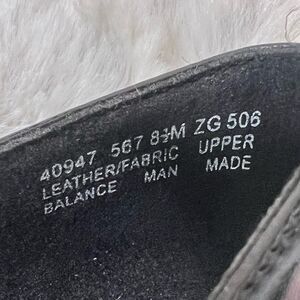 40947 567 8½M ZG 506
LEATHER/FABRIC UPPER
BALANCE MAN MADE